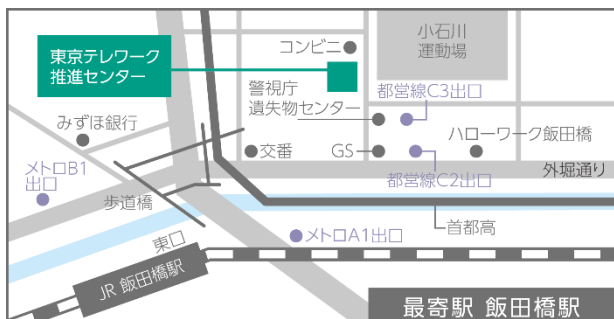 東京テレワーク
推進センター
コンビニ
小石川
運動場
警視庁
遺失物センター
都営線C3出口
みずほ銀行
交番
GS
ハローワーク飯田橋
メトロB1
出口
歩道橋
都営線C2出口
外堀通り
首都高
メトロA1出口
東口
JR 飯田橋駅
最寄駅 飯田橋駅